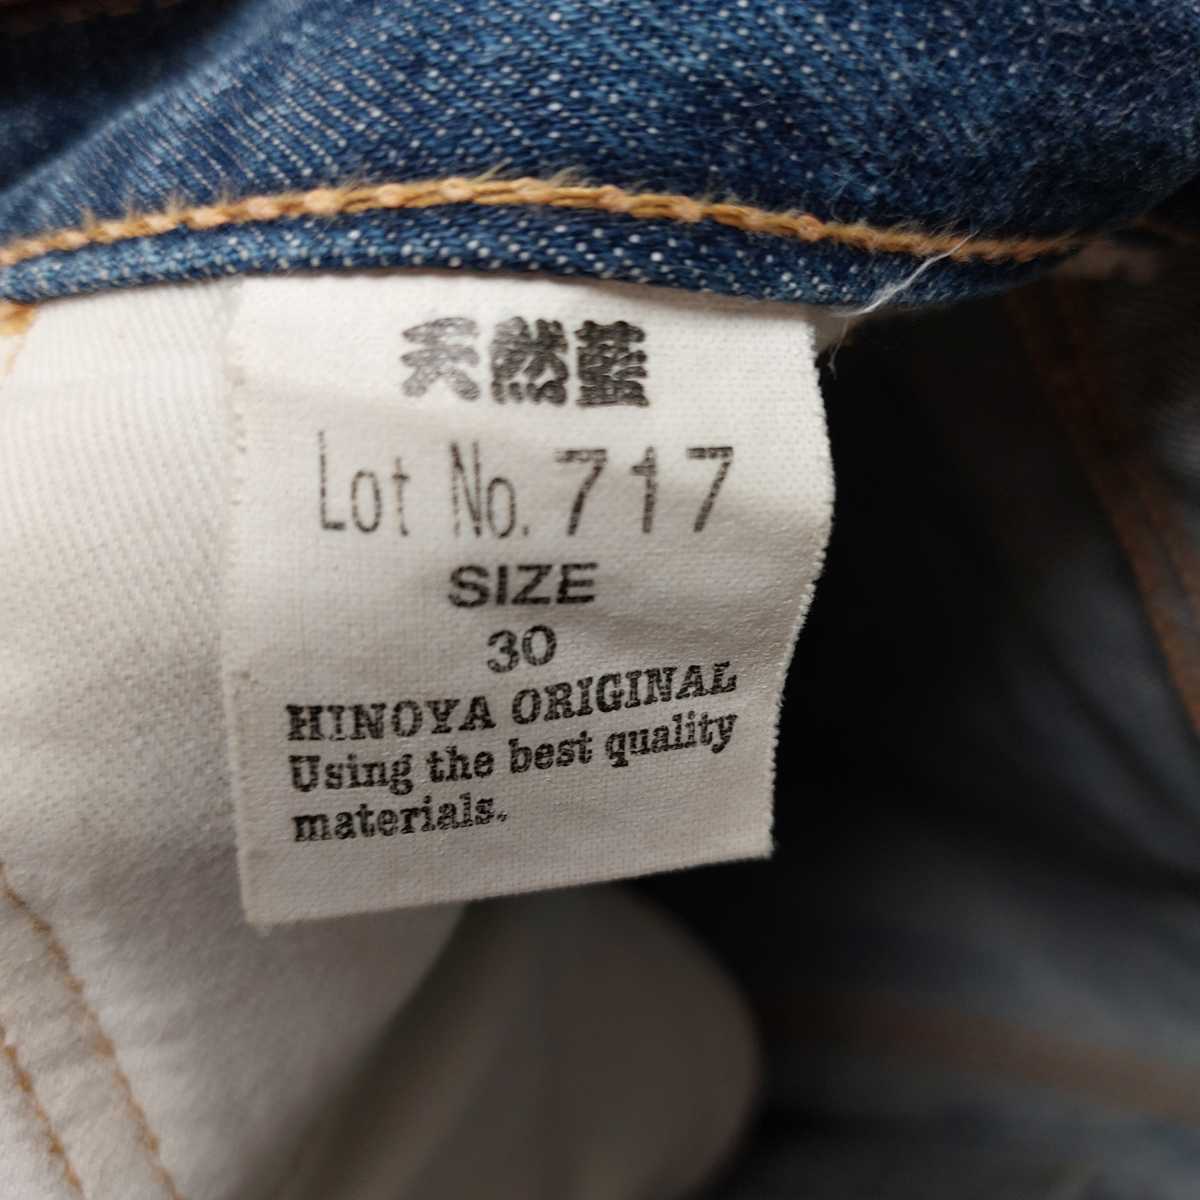 天然藍
Lot No. 717
SIZE
30
HINOYA ORIGINAL
Using the best quality
materials.